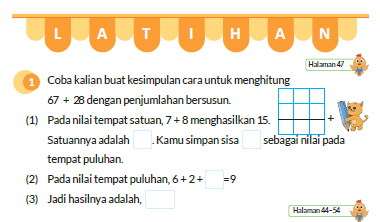 LATIHAN
Halaman 47
1 Coba kalian buat kesimpulan cara untuk menghitung
67 + 28 dengan penjumlahan bersusun.
(1) Pada nilai tempat satuan, 7 + 8 menghasilkan 15. +
Satuannya adalah . Kamu simpan sisa sebagai nilai pada
tempat puluhan.
(2) Pada nilai tempat puluhan, 6 + 2 + =9
(3) Jadi hasilnya adalah,
Halaman 44-54